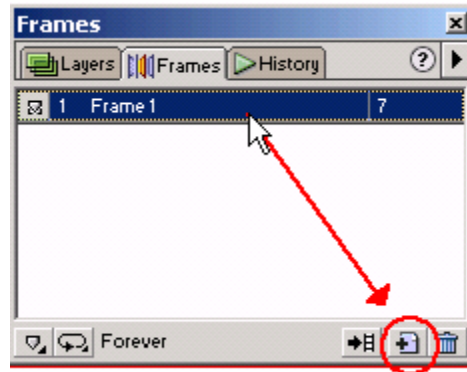 Frames
Layers Frames History ?
1 Frame 1 7
Forever